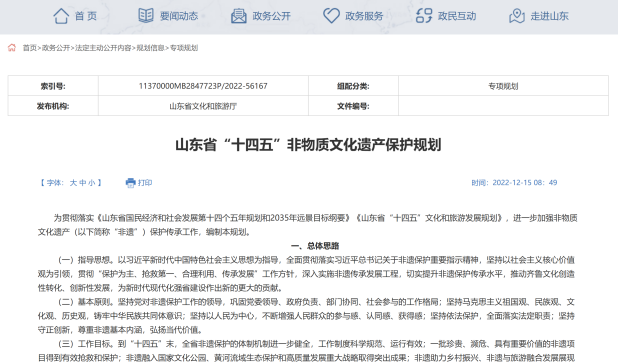 首 页 要闻动态 政务公开 政务服务 政民互动 走进山东
首页>政务公开>法定主动公开内容>规划信息>专项规划
索引号: 11370000MB2847723P/2022-56167 组配分类: 专项规划
发布机构: 山东省文化和旅游厅 文件编号:
山东省“十四五”非物质文化遗产保护规划
【 字体: 大 中 小 】 打印 时间: 2022-12-15 08: 49
为贯彻落实《山东省国民经济和社会发展第十四个五年规划和2035年远景目标纲要》《山东省“十四五”文化和旅游发展规划》，进一步加强非物质
文化遗产（以下简称“非遗”）保护传承工作，编制本规划。
一、总体思路
（一）指导思想。以习近平新时代中国特色社会主义思想为指导，全面贯彻落实习近平总书记关于非遗保护重要指示精神，坚持以社会主义核心价值
观为引领，贯彻“保护为主、抢救第一、合理利用、传承发展”工作方针，深入实施非遗传承发展工程，切实提升非遗保护传承水平，推动齐鲁文化创造
性转化、创新性发展，为新时代现代化强省建设作出新的更大的贡献。
（二）基本原则。坚持党对非遗保护工作的领导，巩固党委领导、政府负责、部门协同、社会参与的工作格局；坚持马克思主义祖国观、民族观、文
化观、历史观，铸牢中华民族共同体意识；坚持以人民为中心，不断增强人民群众的参与感、认同感、获得感；坚持依法保护，全面落实法定职责；坚持
守正创新，尊重非遗基本内涵，弘扬当代价值。
（三）工作目标。到“十四五”末，全省非遗保护的体制机制进一步健全，工作制度科学规范、运行有效；一批珍贵、濒危、具有重要价值的非遗项
目得到有效抢救和保护；非遗融入国家文化公园、黄河流域生态保护和高质量发展重大战略取得突出成果；非遗助力乡村振兴、非遗与旅游融合发展展现